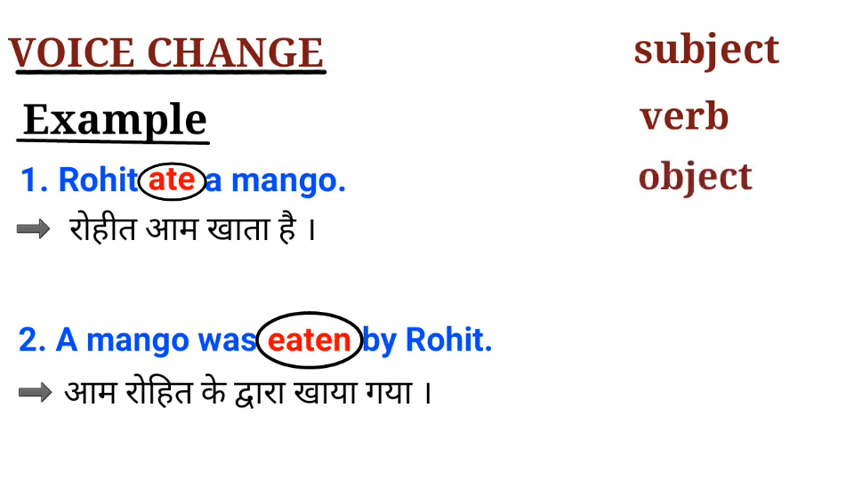 VOICE CHANGE
subject
Example
verb
1. Rohit ate a mango.
object
रोहीत आम खाता है ।
2. A mango was eaten by Rohit.
आम रोहित के द्वारा खाया गया ।